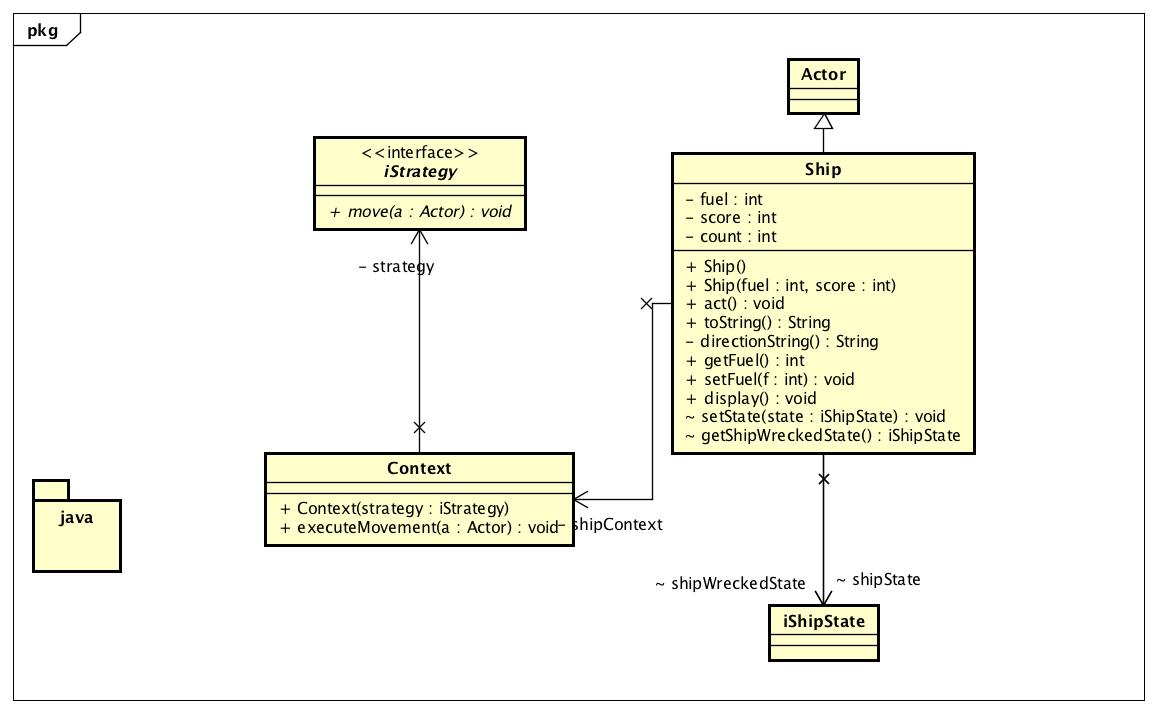 pkg
Actor
<<interface>>
iStrategy
+ move(a : Actor) : void
- strategy
Ship
- fuel : int
- score : int
- count : int
+ Ship()
+ Ship(fuel : int, score : int)
+ act() : void
+ toString() : String
- directionString() : String
+ getFuel() : int
+ setFuel(f : int) : void
+ display() : void
~ setState(state : iShipState) : void
~ getShipWreckedState() : iShipState
Context
+ Context(strategy : iStrategy)
+ executeMovement(a : Actor) : void
- shipContext
java
~ shipWreckedState
~ shipState
iShipState